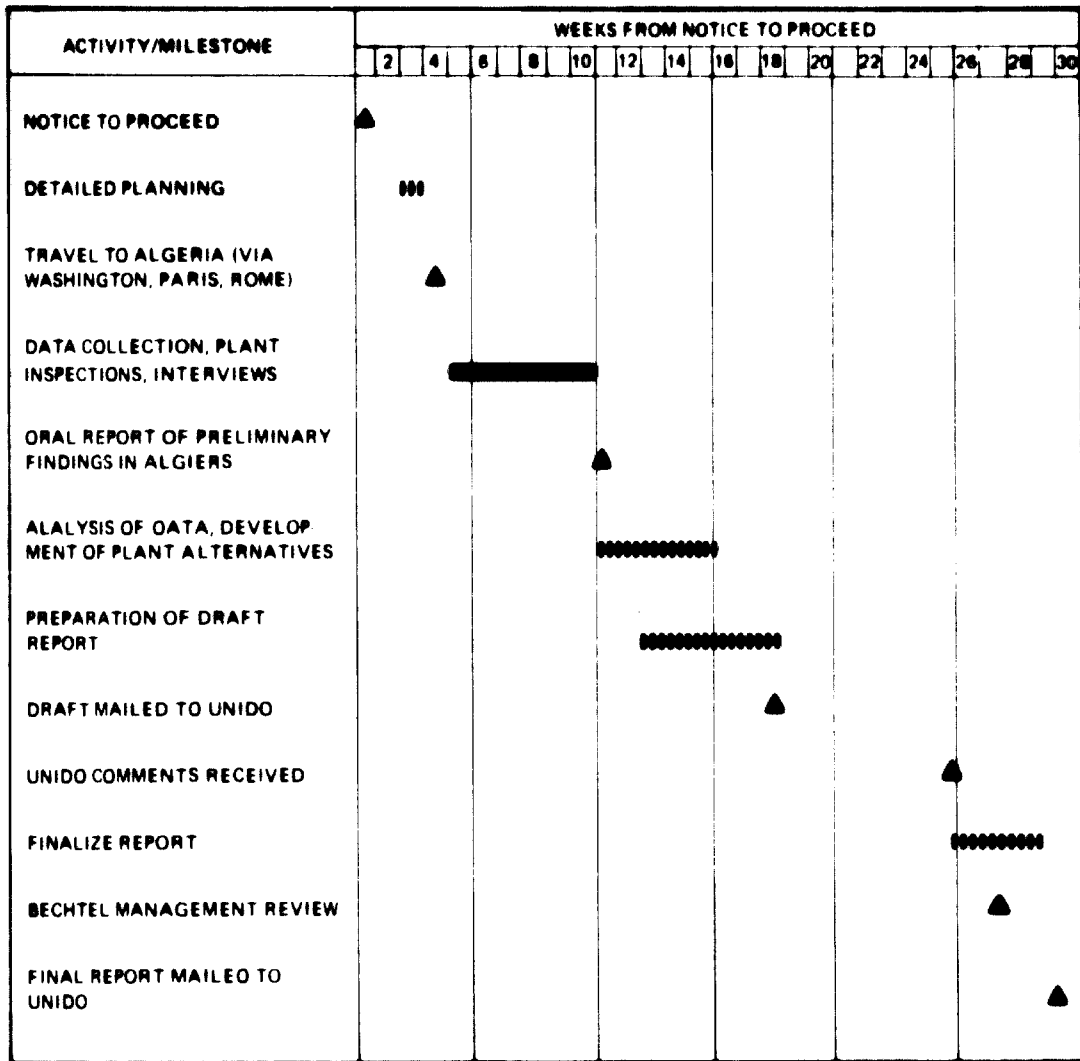 ACTIVITY/MILESTONE
WEEKS FROM NOTICE TO PROCEED
2 4 6 8 10 12 14 16 18 20 22 24 26 28 30
NOTICE TO PROCEED
DETAILED PLANNING
TRAVEL TO ALGERIA (VIA
WASHINGTON, PARIS, ROME)
DATA COLLECTION, PLANT
INSPECTIONS, INTERVIEWS
ORAL REPORT OF PRELIMINARY
FINDINGS IN ALGIERS
ALALYSIS OF OATA, DEVELOP
MENT OF PLANT ALTERNATIVES
PREPARATION OF DRAFT
REPORT
DRAFT MAILED TO UNIDO
UNIDO COMMENTS RECEIVED
FINALIZE REPORT
BECHTEL MANAGEMENT REVIEW
FINAL REPORT MAILEO TO
UNIDO